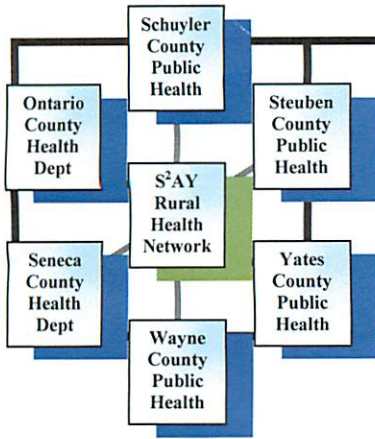 Schuyler
County
Public
Health
Ontario
County
Health
Dept
Steuben
County
Public
Health
S²AY
Rural
Health
Network
Seneca
County
Health
Dept
Yates
County
Public
Health
Wayne
County
Public
Health